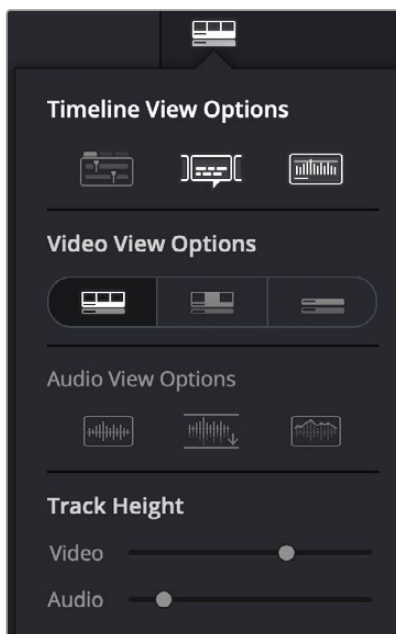 Timeline View Options
Video View Options
Audio View Options
Track Height
Video
Audio